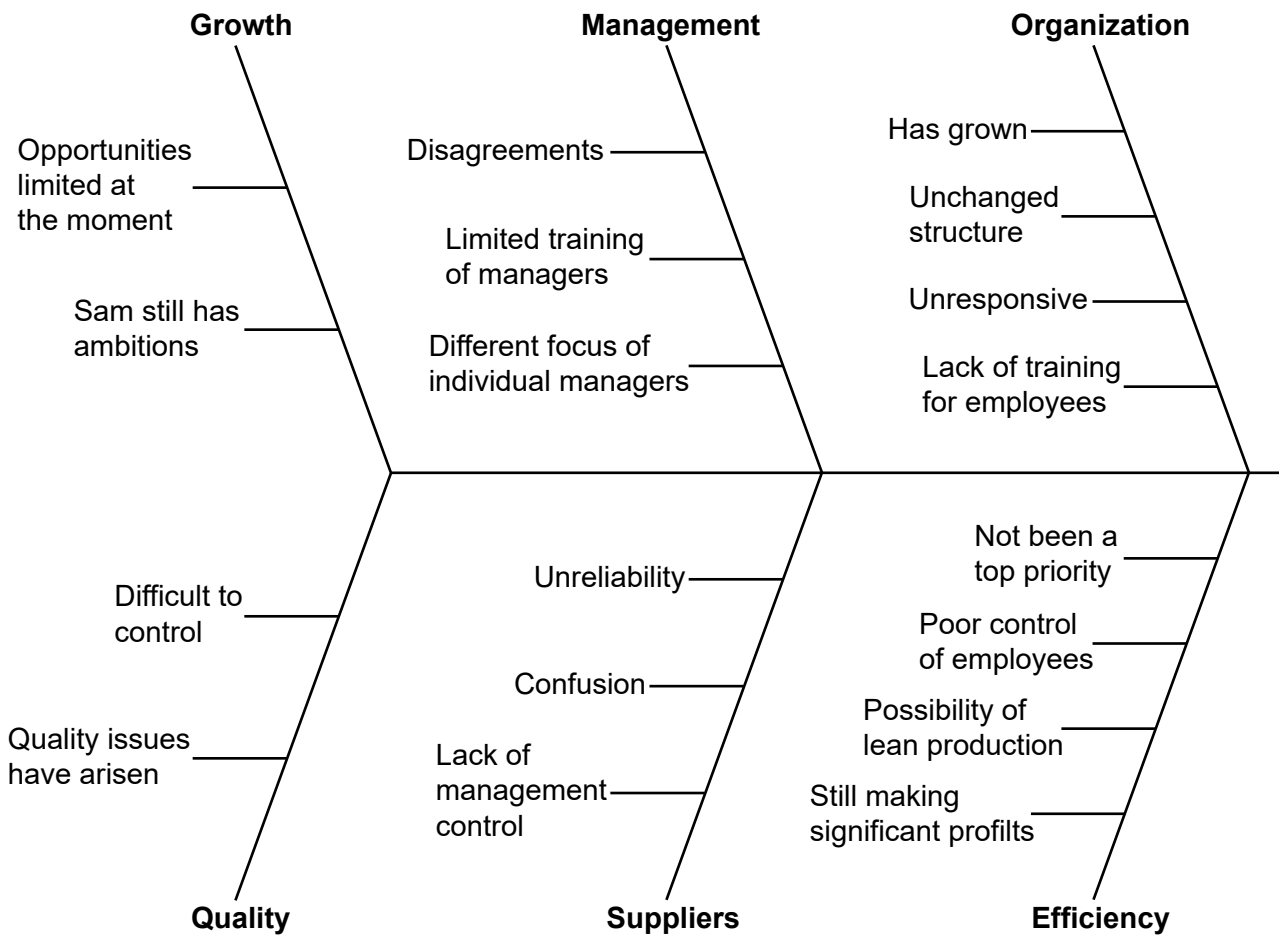 Growth
Management
Organization
Opportunities
limited at
the moment
Sam still has
ambitions
Disagreements
Limited training
of managers
Different focus of
individual managers
Has grown
Unchanged
structure
Unresponsive
Lack of training
for employees
Difficult to
control
Quality issues
have arisen
Unreliability
Confusion
Lack of
management
control
Not been a
top priority
Poor control
of employees
Possibility of
lean production
Still making
significant profilts
Quality
Suppliers
Efficiency